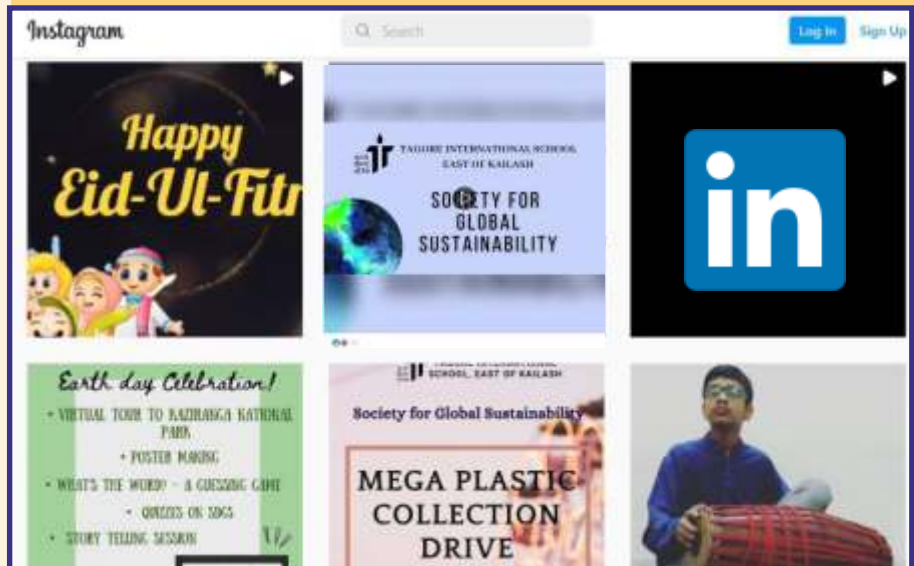 Instagram
Search
Log In
Sign Up
Happy
Eid-Ul-Fitr
TAGORE INTERNATIONAL SCHOOL
EAST OF KAILASH
SOCIETY FOR
GLOBAL
SUSTAINABILITY
in
Earth day Celebration!
• VIRTUAL TOUR TO KAZIRANGA NATIONAL
PARK
• POSTER MAKING
• WHAT'S THE WORD? - A GUESSING GAME
• QUIZZES ON SDGS
• STORY TELLING SESSION
SCHOOL, EAST OF KAILASH
Society for Global Sustainability
MEGA PLASTIC
COLLECTION
DRIVE